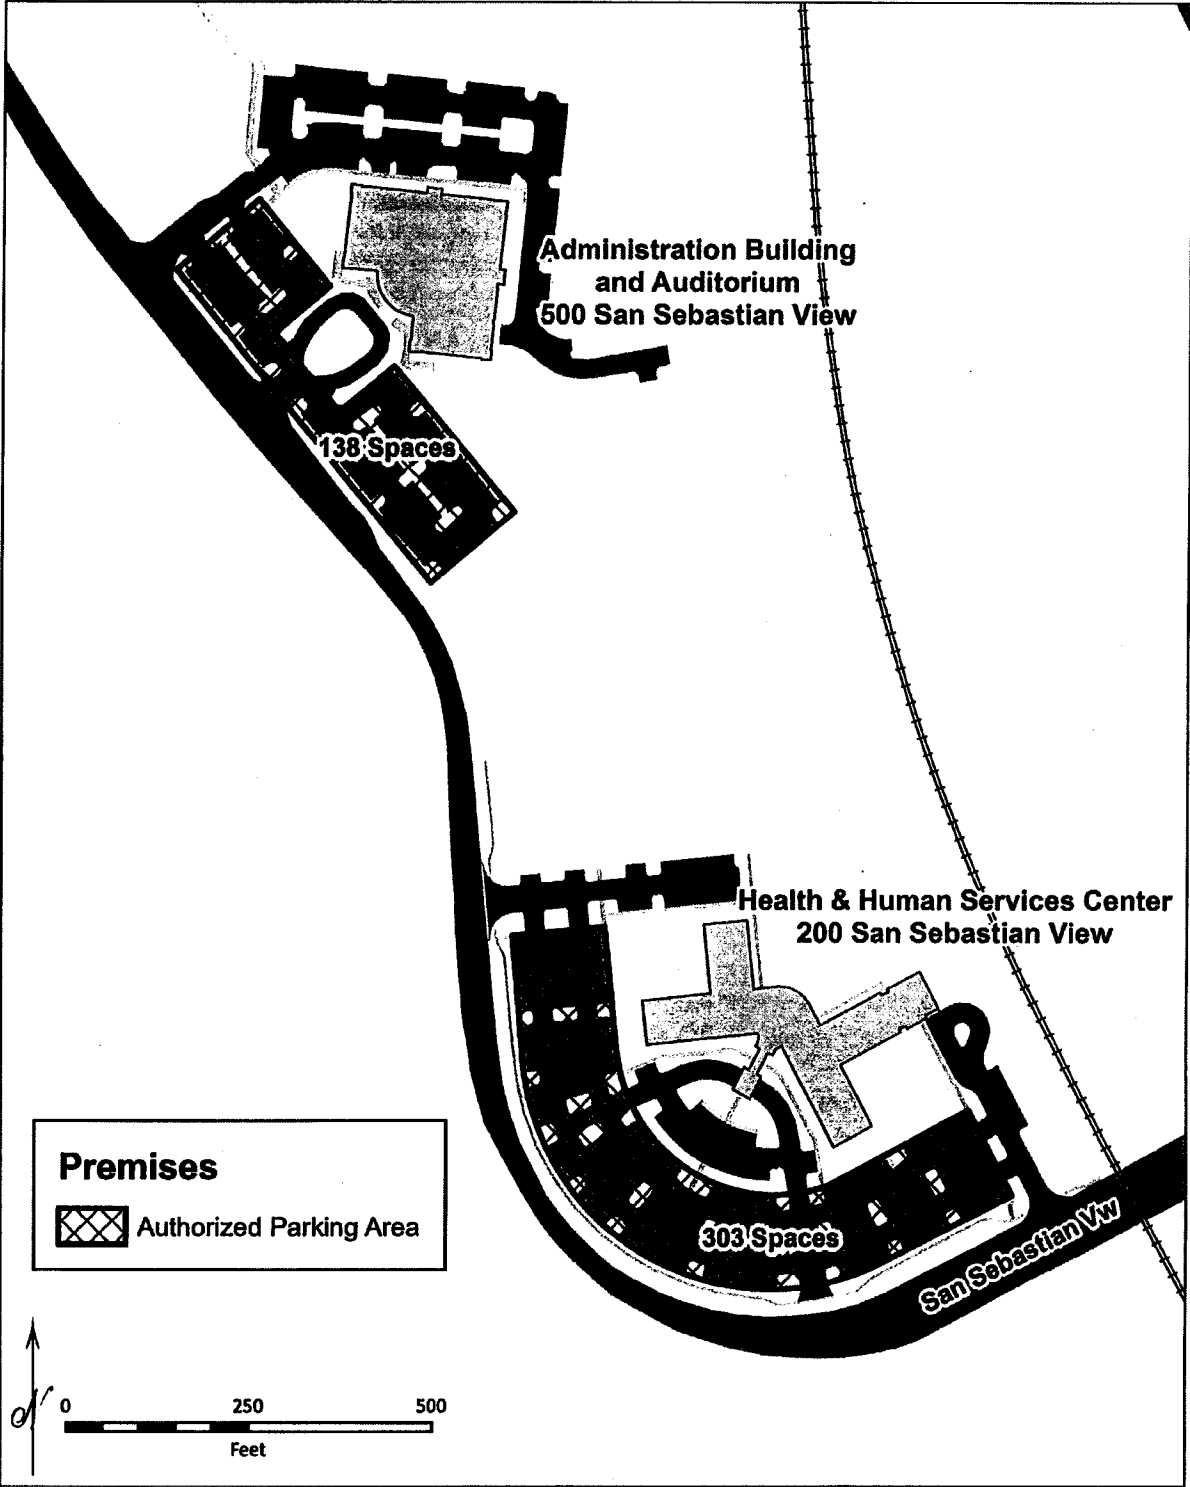 Administration Building
and Auditorium
500 San Sebastian View
138 Spaces
Health & Human Services Center
200 San Sebastian View
303 Spaces
San Sebastian Vw
Premises
Authorized Parking Area
N
0 250 500
Feet